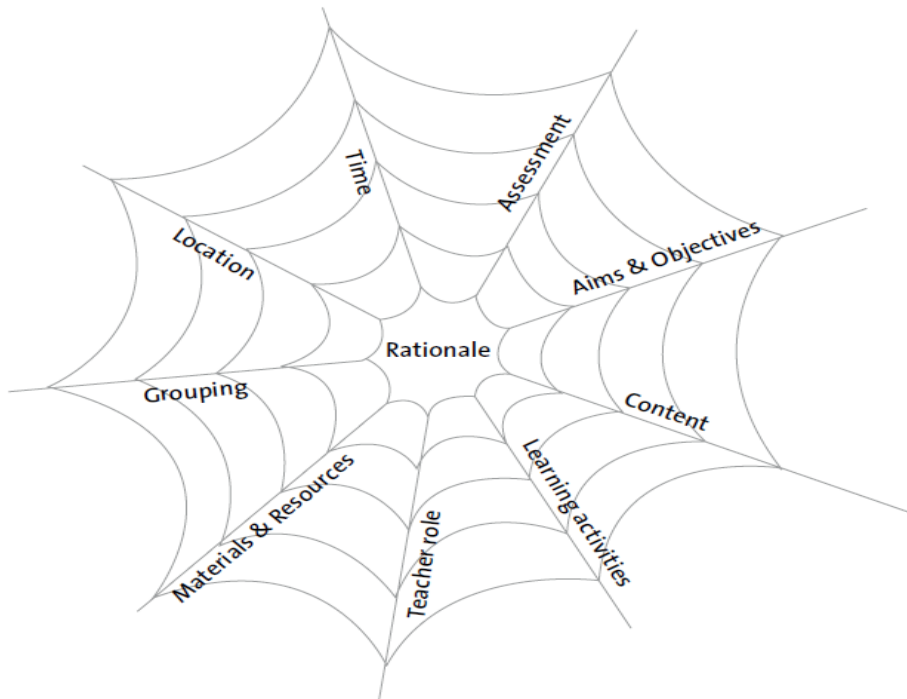 Time
Assessment
Location
Aims & Objectives
Rationale
Grouping
Content
Materials & Resources
Learning activities
Teacher role